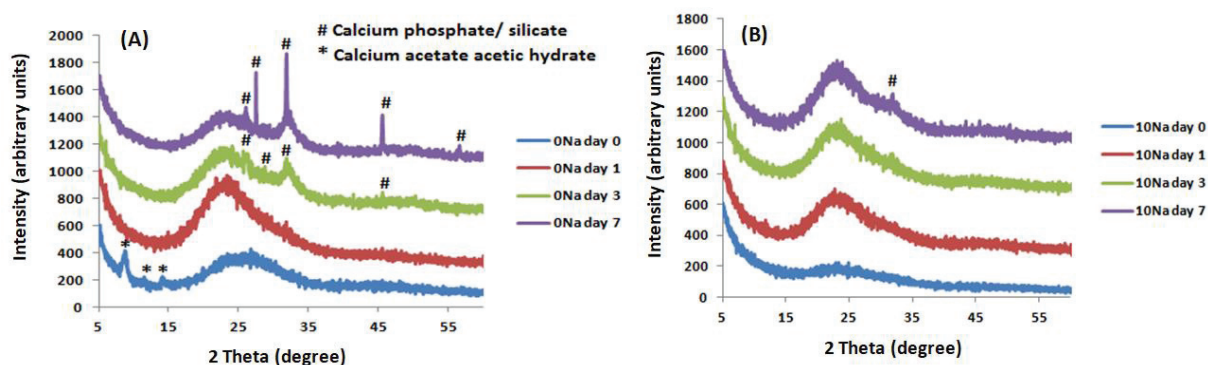 (A)
# Calcium phosphate/ silicate
* Calcium acetate acetic hydrate
Intensity (arbitrary units)
2000
1800
1600
1400
1200
1000
800
600
400
200
0
# # # # #
# # # #
* * *
5 15 25 35 45 55
2 Theta (degree)
0Na day 0
0Na day 1
0Na day 3
0Na day 7
(B)
Intensity (arbitrary units)
1800
1600
1400
1200
1000
800
600
400
200
0
#
5 15 25 35 45 55
2 Theta (degree)
10Na day 0
10Na day 1
10Na day 3
10Na day 7